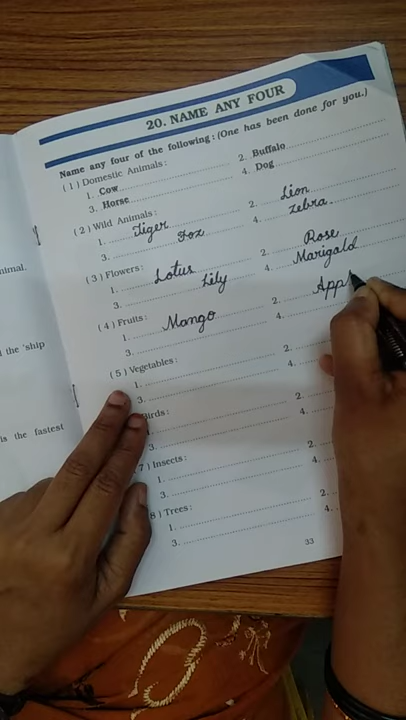 20. NAME ANY FOUR
Name any four of the following : (One has been done for you.)
( 1 ) Domestic Animals :
1. Cow 2. Buffalo
3. Horse 4. Dog
( 2 ) Wild Animals :
1. Tiger 2. Lion
3. Fox 4. Zebra
( 3 ) Flowers :
1. Lotus 2. Rose
3. Lily 4. Marigald
( 4 ) Fruits :
1. Mango 2. Appl
3. 4.
( 5 ) Vegetables :
1. 2.
3. 4.
Birds :
2.
3. 4.
7 ) Insects :
1. 2.
3. 4.
8 ) Trees :
1. 2.
3. 4.
33
nimal.
d the 'ship
is the fastest